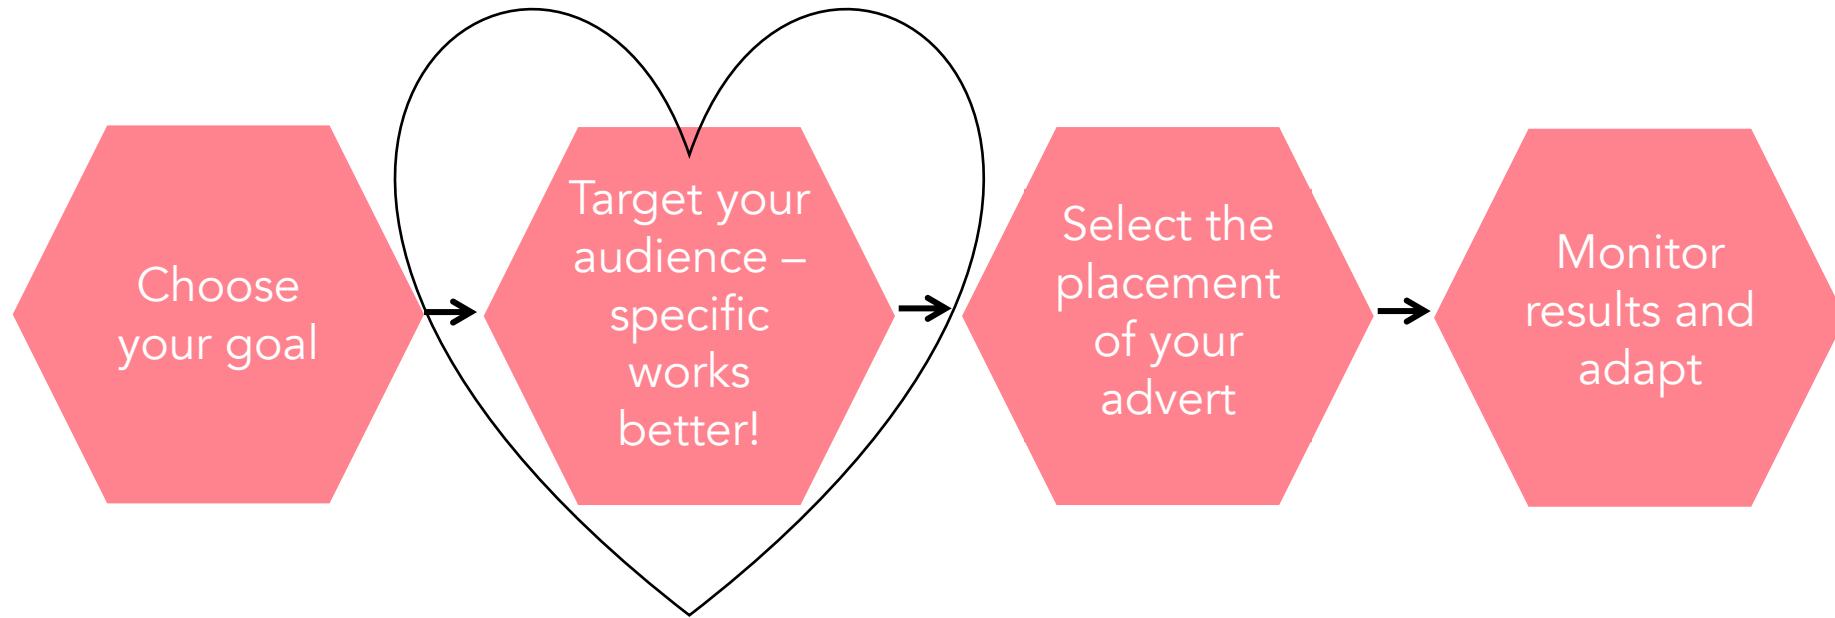 Choose
your goal
Target your
audience –
specific
works
better!
Select the
placement
of your
advert
Monitor
results and
adapt